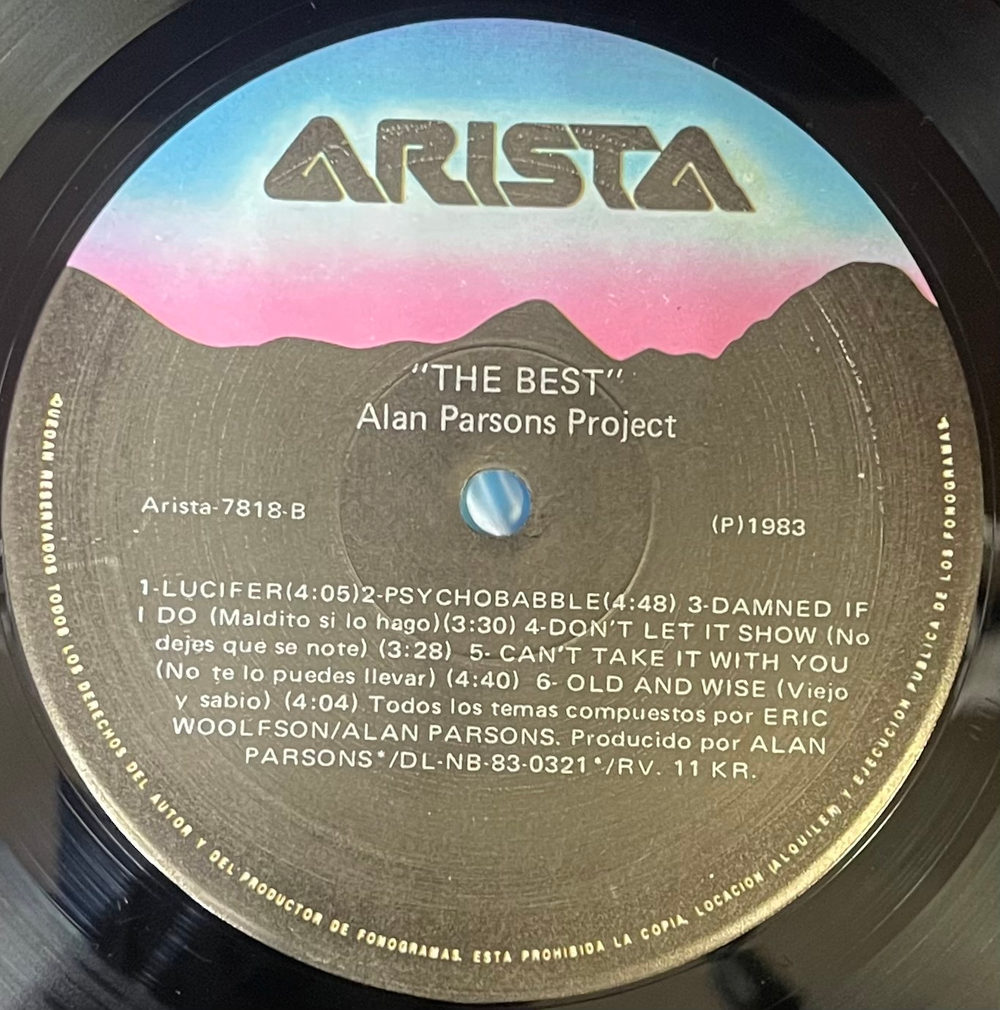 ARISTA
"THE BEST"
Alan Parsons Project
Arista-7818-B
(P)1983
1-LUCIFER(4:05)2-PSYCHOBABBLE(4:48) 3-DAMNED IF
I DO (Maldito si lo hago)(3:30) 4-DON'T LET IT SHOW (No
dejes que se note) (3:28) 5- CAN'T TAKE IT WITH YOU
(No te lo puedes llevar) (4:40) 6- OLD AND WISE (Viejo
y sabio) (4:04) Todos los temas compuestos por ERIC
WOOLFSON/ALAN PARSONS. Producido por ALAN
PARSONS*/DL-NB-83-0321*/RV. 11 KR.
QUEDAN RESERVADOS TODOS LOS DERECHOS DEL AUTOR Y DEL PRODUCTOR DE FONOGRAMAS. ESTA PROHIBIDA LA COPIA, LOCACION (ALQUILER) Y EJECUCION PUBLICA DE LOS FONOGRAMAS.